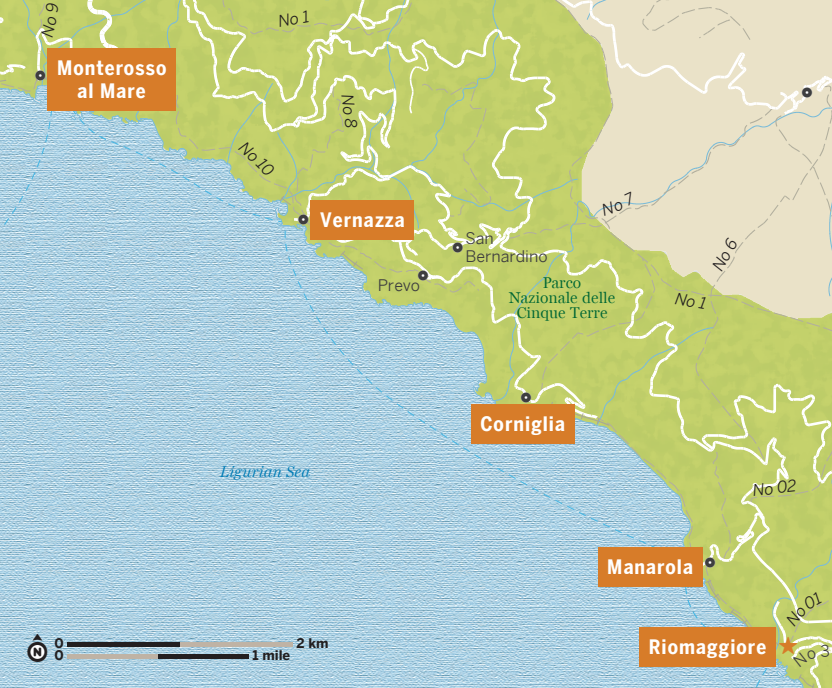 No 9
No 1
Monterosso
al Mare
No 8
No 10
No 7
Vernazza
San
Bernardino
No 6
Prevo
Parco
Nazionale delle
Cinque Terre
No 1
Corniglia
Ligurian Sea
No 02
Manarola
No 01
Riomaggiore
No 3
0
2 km
N
0
1 mile